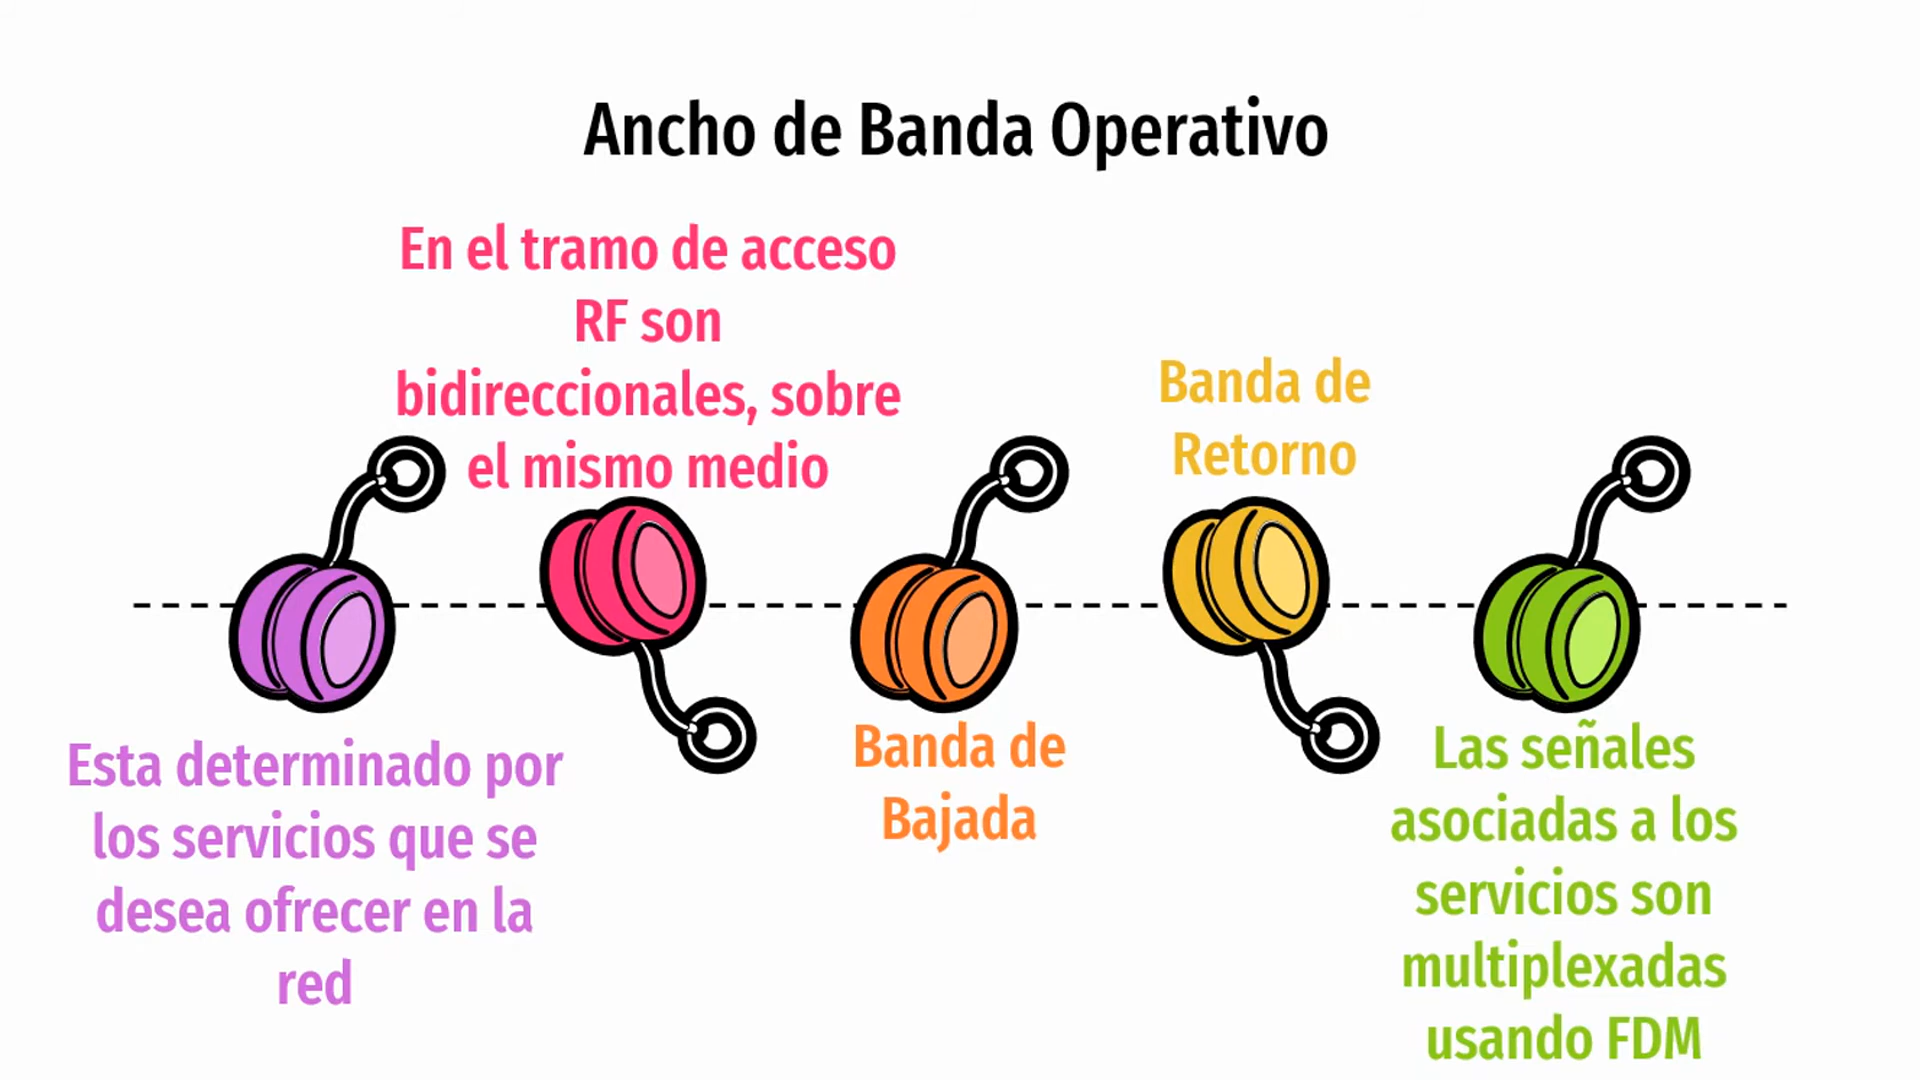 Ancho de Banda Operativo
Esta determinado por
los servicios que se
desea ofrecer en la
red
En el tramo de acceso
RF son
bidireccionales, sobre
el mismo medio
Banda de
Bajada
Banda de
Retorno
Las señales
asociadas a los
servicios son
multiplexadas
usando FDM